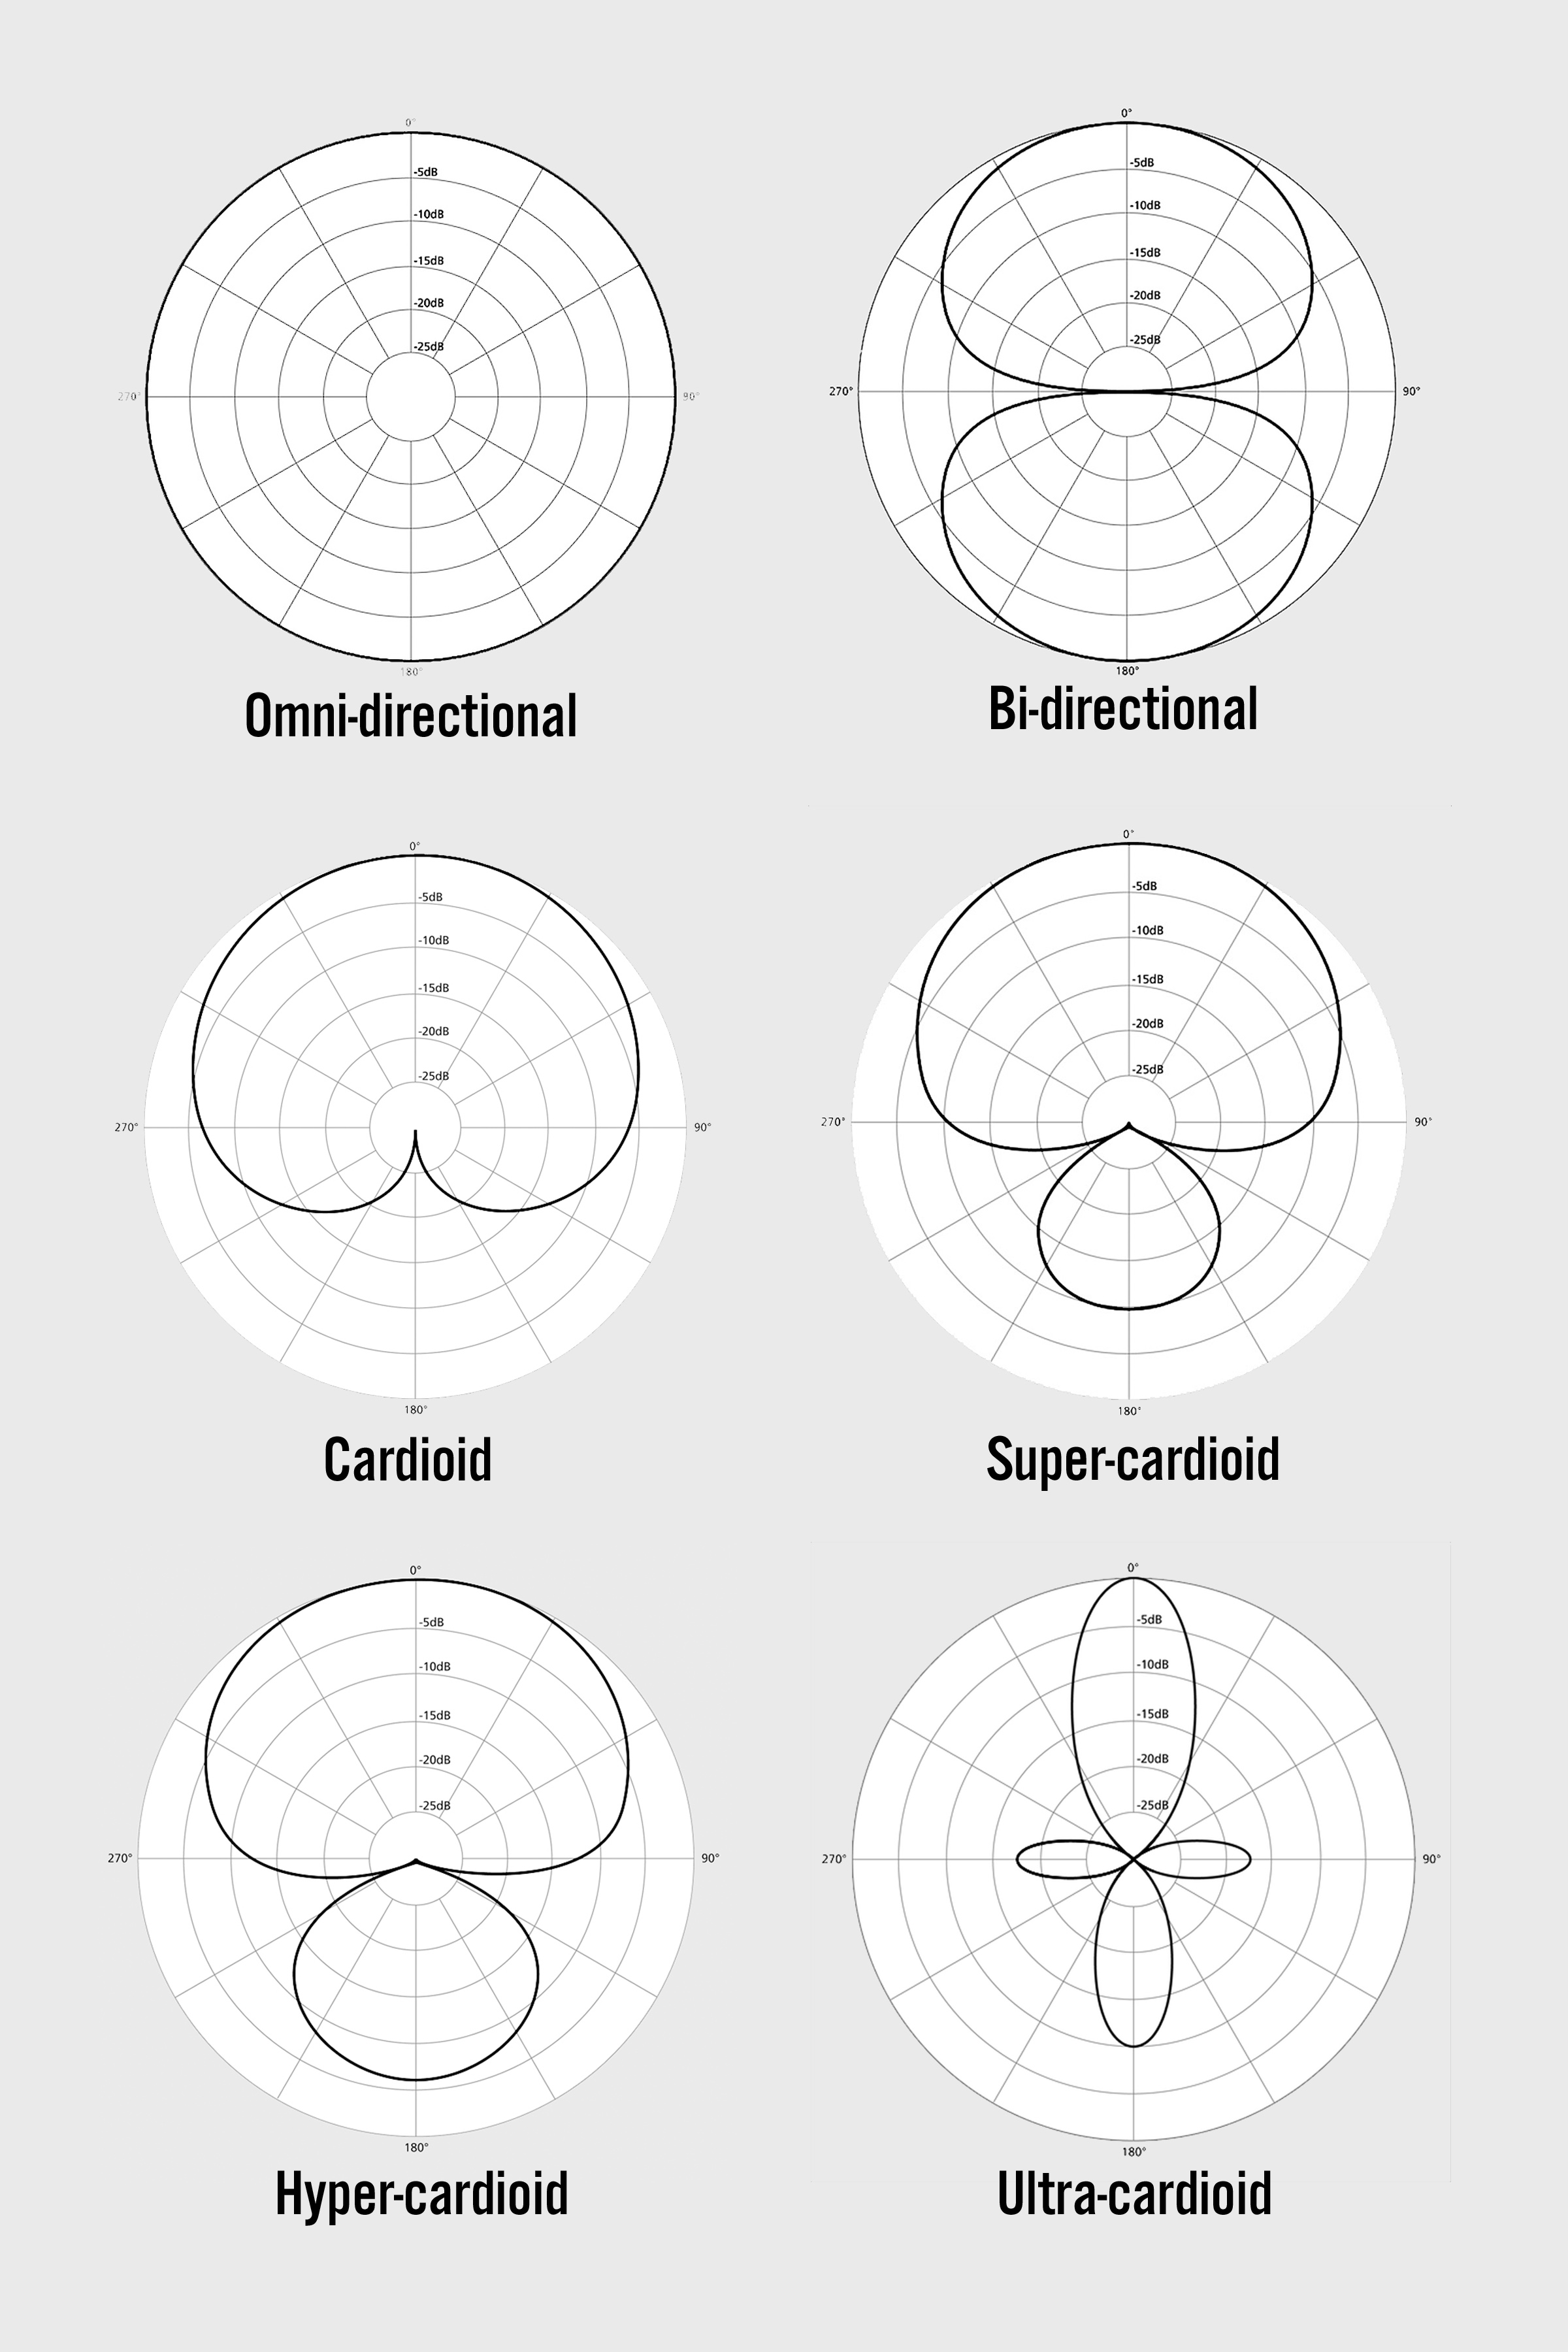 0°
-5dB
-10dB
-15dB
-20dB
-25dB
270°
90°
180°
Omni-directional
0°
-5dB
-10dB
-15dB
-20dB
-25dB
270°
90°
180°
Bi-directional
0°
-5dB
-10dB
-15dB
-20dB
-25dB
270°
90°
180°
Cardioid
0°
-5dB
-10dB
-15dB
-20dB
-25dB
270°
90°
180°
Super-cardioid
0°
-5dB
-10dB
-15dB
-20dB
-25dB
270°
90°
180°
Hyper-cardioid
0°
-5dB
-10dB
-15dB
-20dB
-25dB
270°
90°
180°
Ultra-cardioid